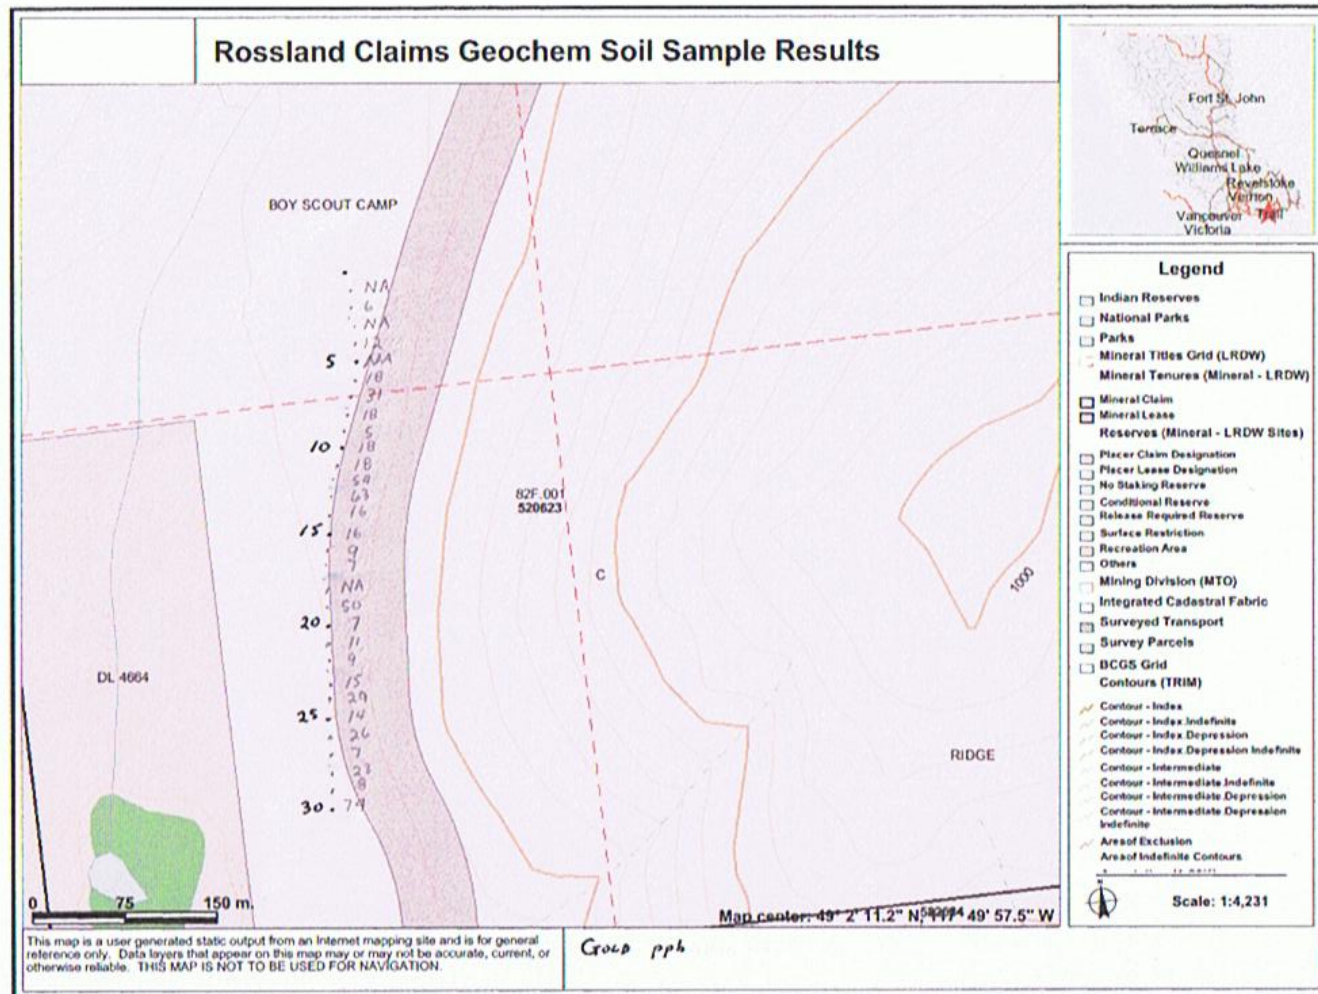 Rossland Claims Geochem Soil Sample Results
Fort St. John
Terrace
Quesnel
Williams Lake
Revelstoke
Vernon
Vancouver
Trail
Victoria
BOY SCOUT CAMP
NA
6
NA
12
5 NA
18
31
18
5
10 18
18
54
63
16
15 16
9
7
NA
50
20 7
11
9
15
29
25 14
26
7
23
8
30 74
82F.001
520623
C
1000
DL 4664
RIDGE
0 75 150 m.
Map center: 49° 2' 11.2" N, 117° 49' 57.5" W
Legend
Indian Reserves
National Parks
Parks
Mineral Titles Grid (LRDW)
Mineral Tenures (Mineral - LRDW)
Mineral Claim
Mineral Lease
Reserves (Mineral - LRDW Sites)
Placer Claim Designation
Placer Lease Designation
No Staking Reserve
Conditional Reserve
Release Required Reserve
Surface Restriction
Recreation Area
Others
Mining Division (MTO)
Integrated Cadastral Fabric
Surveyed Transport
Survey Parcels
BCGS Grid
Contours (TRIM)
Contour - Index
Contour - Index.Indefinite
Contour - Index.Depression
Contour - Index.Depression Indefinite
Contour - Intermediate
Contour - Intermediate.Indefinite
Contour - Intermediate.Depression
Contour - Intermediate.Depression
Indefinite
Area of Exclusion
Area of Indefinite Contours
N
Scale: 1:4,231
This map is a user generated static output from an Internet mapping site and is for general
reference only. Data layers that appear on this map may or may not be accurate, current, or
otherwise reliable. THIS MAP IS NOT TO BE USED FOR NAVIGATION.
GOLD ppb